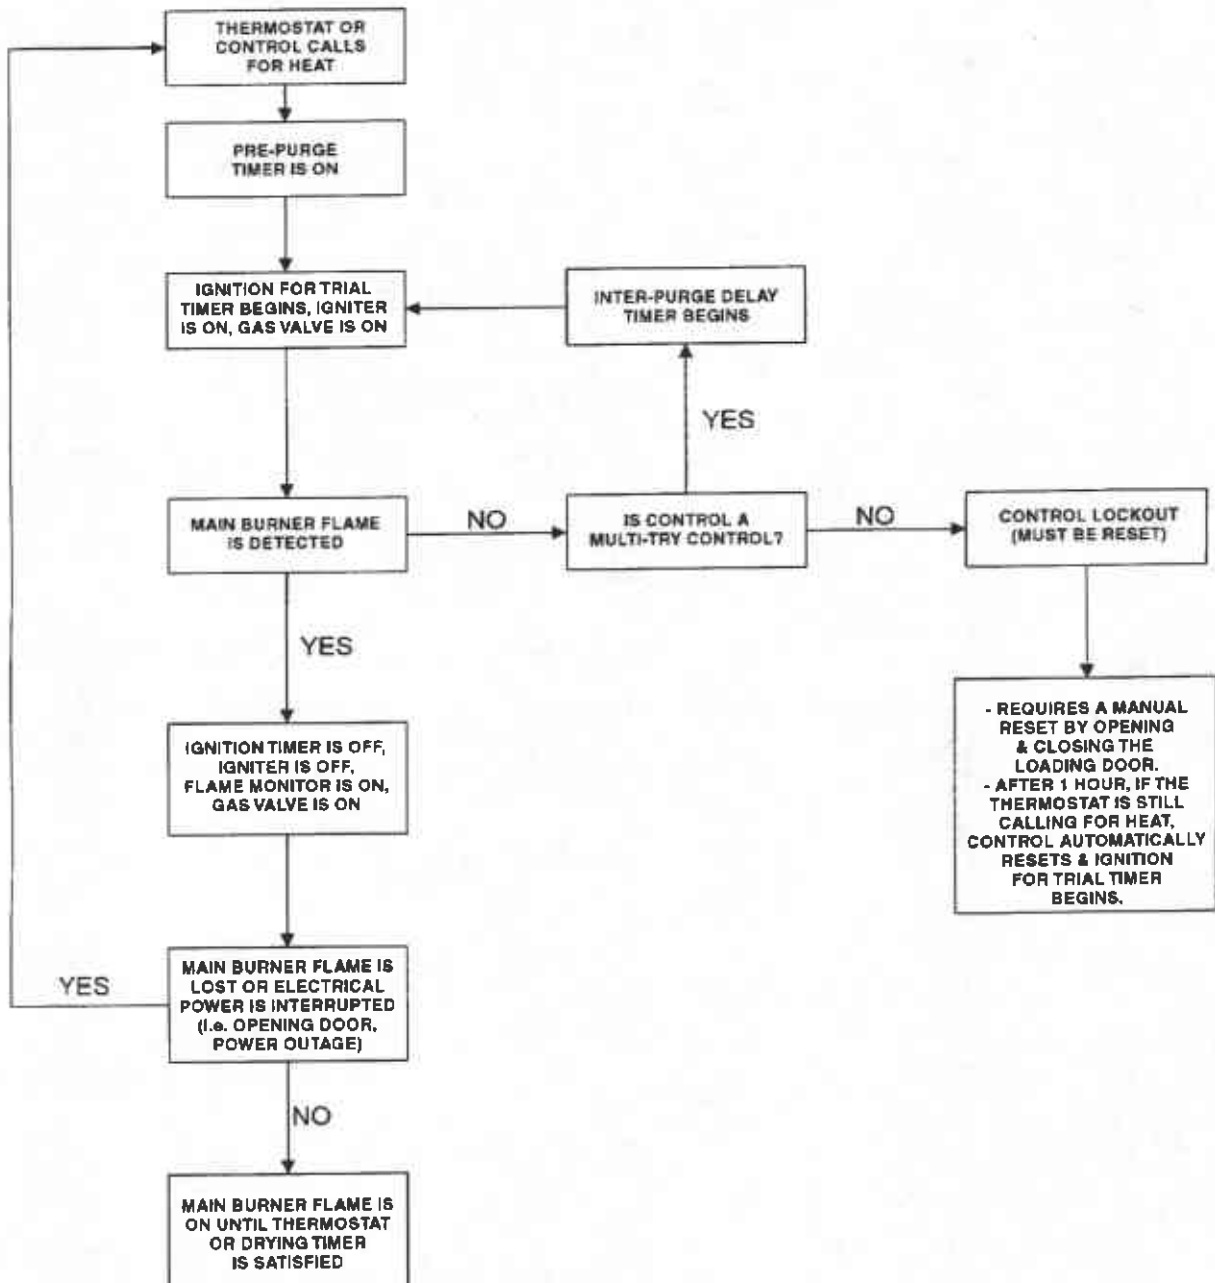 THERMOSTAT OR
CONTROL CALLS
FOR HEAT
PRE-PURGE
TIMER IS ON
IGNITION FOR TRIAL
TIMER BEGINS, IGNITER
IS ON, GAS VALVE IS ON
INTER-PURGE DELAY
TIMER BEGINS
YES
MAIN BURNER FLAME
IS DETECTED
NO
IS CONTROL A
MULTI-TRY CONTROL?
NO
CONTROL LOCKOUT
(MUST BE RESET)
YES
IGNITION TIMER IS OFF,
IGNITER IS OFF,
FLAME MONITOR IS ON,
GAS VALVE IS ON
- REQUIRES A MANUAL
RESET BY OPENING
& CLOSING THE
LOADING DOOR.
- AFTER 1 HOUR, IF THE
THERMOSTAT IS STILL
CALLING FOR HEAT,
CONTROL AUTOMATICALLY
RESETS & IGNITION
FOR TRIAL TIMER
BEGINS.
YES
MAIN BURNER FLAME IS
LOST OR ELECTRICAL
POWER IS INTERRUPTED
(i.e. OPENING DOOR,
POWER OUTAGE)
NO
MAIN BURNER FLAME IS
ON UNTIL THERMOSTAT
OR DRYING TIMER
IS SATISFIED